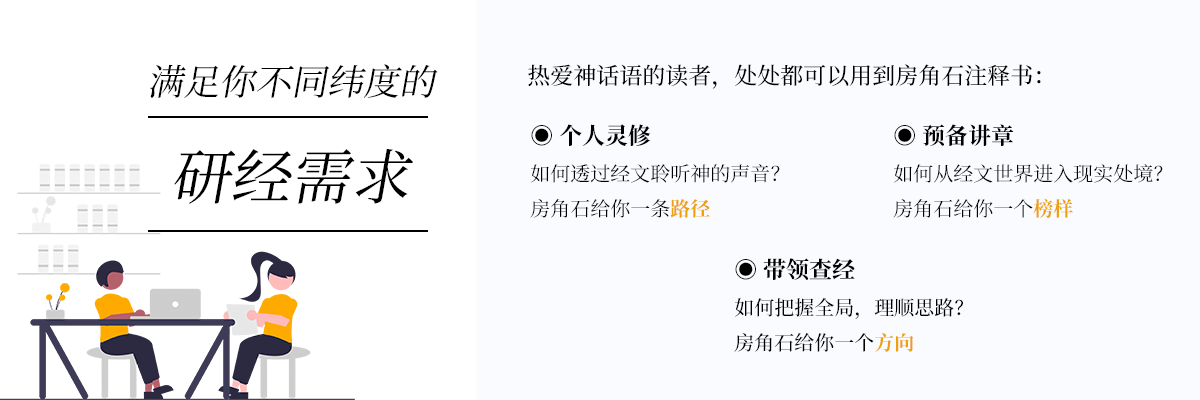 满足你不同纬度的
研经需求
热爱神话语的读者，处处都可以用到房角石注释书：
◉ 个人灵修
如何透过经文聆听神的声音？
房角石给你一条路径
◉ 预备讲章
如何从经文世界进入现实处境？
房角石给你一个榜样
◉ 带领查经
如何把握全局，理顺思路？
房角石给你一个方向